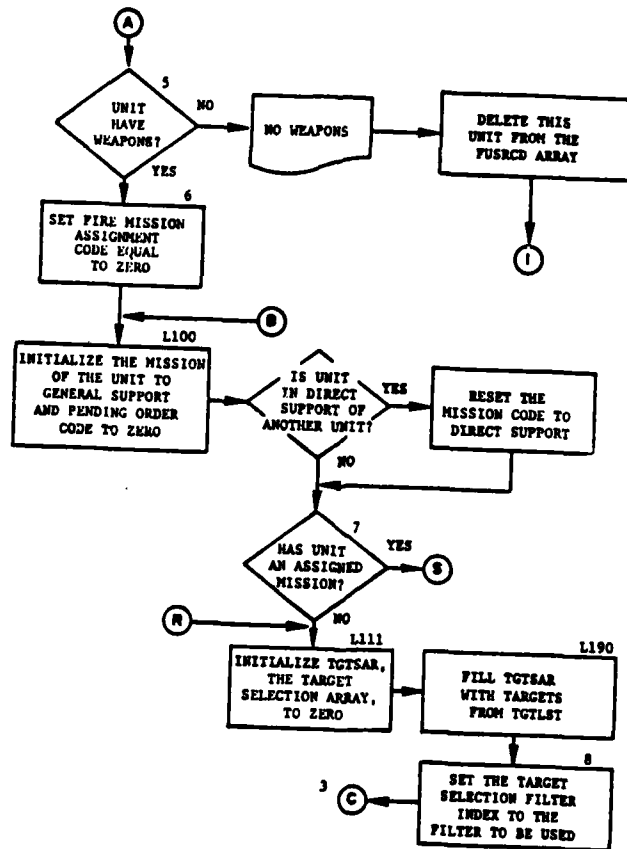 A
5
UNIT
HAVE
WEAPONS?
NO
YES
NO WEAPONS
DELETE THIS
UNIT FROM THE
FUSRCD ARRAY
I
6
SET FIRE MISSION
ASSIGNMENT
CODE EQUAL
TO ZERO
B
L100
INITIALIZE THE MISSION
OF THE UNIT TO
GENERAL SUPPORT
AND PENDING ORDER
CODE TO ZERO
IS UNIT
IN DIRECT
SUPPORT OF
ANOTHER UNIT?
YES
NO
RESET THE
MISSION CODE TO
DIRECT SUPPORT
7
HAS UNIT
AN ASSIGNED
MISSION?
YES
S
NO
R
L111
INITIALIZE TGTSAR,
THE TARGET
SELECTION ARRAY,
TO ZERO
L190
FILL TGTSAR
WITH TARGETS
FROM TGTLST
8
SET THE TARGET
SELECTION FILTER
INDEX TO THE
FILTER TO BE USED
3
C